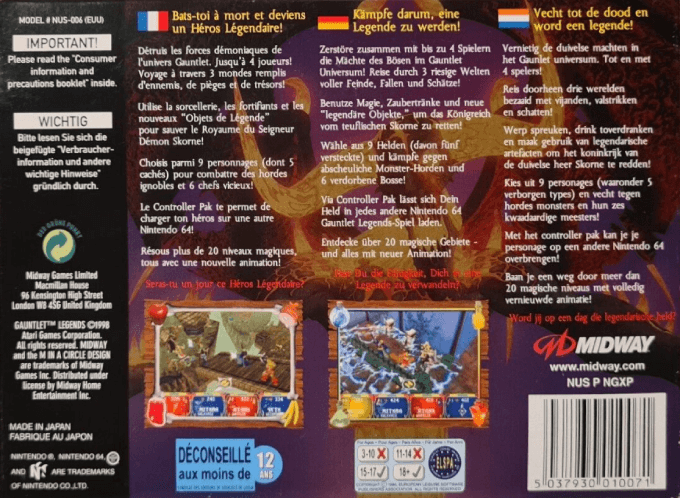 MODEL # NUS-006 (EUU)
IMPORTANT!
Please read the "Consumer
information and
precautions booklet" inside.
WICHTIG
Bitte lesen Sie sich die
beigefügte "Verbraucher-
information und andere
wichtige Hinweise"
gründlich durch.
DER GRÜNE PUNKT
Midway Games Limited
Macmillan House
96 Kensington High Street
London W8 4SG United Kingdom
GAUNTLET™ LEGENDS ©1998
Atari Games Corporation.
All rights reserved. MIDWAY
and the M IN A CIRCLE DESIGN
are trademarks of Midway
Games Inc. Distributed under
license by Midway Home
Entertainment Inc.
MADE IN JAPAN
FABRIQUE AU JAPON
NINTENDO®, NINTENDO 64,
AND ARE TRADEMARKS
OF NINTENDO CO.,LTD.
Bats-toi à mort et deviens
un Héros Légendaire!
Détruis les forces démoniaques de
l'univers Gauntlet. Jusqu'à 4 joueurs!
Voyage à travers 3 mondes remplis
d'ennemis, de pièges et de trésors!
Utilise la sorcellerie, les fortifiants et les
nouveaux "Objets de Légende"
pour sauver le Royaume du Seigneur
Démon Skorne!
Choisis parmi 9 personnages (dont 5
cachés) pour combattre des hordes
ignobles et 6 chefs vicieux!
Le Controller Pak te permet de
charger ton héros sur une autre
Nintendo 64!
Résous plus de 20 niveaux magiques,
tous avec une nouvelle animation!
Seras-tu un jour ce Héros Légendaire?
Kämpfe darum, eine
Legende zu werden!
Zerstöre zusammen mit bis zu 4 Spielern
die Mächte des Bösen im Gauntlet
Universum! Reise durch 3 riesige Welten
voller Feinde, Fallen und Schätze!
Benutze Magie, Zaubertränke und neue
"legendäre Objekte," um das Königreich
vom teuflischen Skorne zu retten!
Wähle aus 9 Helden (davon fünf
versteckte) und kämpfe gegen
abscheuliche Monster-Horden und
6 verdorbene Bosse!
Via Controller Pak lässt sich Dein
Held in jedes andere Nintendo 64
Gauntlet Legends-Spiel laden.
Entdecke über 20 magische Gebiete -
und alles mit neuer Animation!
Hast Du die Fähigkeit, Dich in eine
Legende zu verwandeln?
Vecht tot de dood en
word een legende!
Vernietig de duivelse machten in
het Gauntlet universum. Tot en met
4 spelers!
Reis doorheen drie werelden
bezaaid met vijanden, valstrikken
en schatten!
Werp spreuken, drink toverdranken
en maak gebruik van legendarische
artefacten om het koninkrijk van
de duivelse heer Skorne te redden!
Kies uit 9 personages (waaronder 5
verborgen types) en vecht tegen
hordes monsters en hun zes
kwaadardige meesters!
Met het controller pak kan je je
personage op een andere Nintendo 64
overbrengen!
Baan je een weg door meer dan
20 magische niveaus met volledig
vernieuwde animatie!
Word jij op een dag die legendarische held?
DÉCONSEILLÉ
aux moins de
12
ANS
3-10
11-14
15-17
18+
ELSPA
MIDWAY
www.midway.com
NUS P NGXP
5 037930 010071